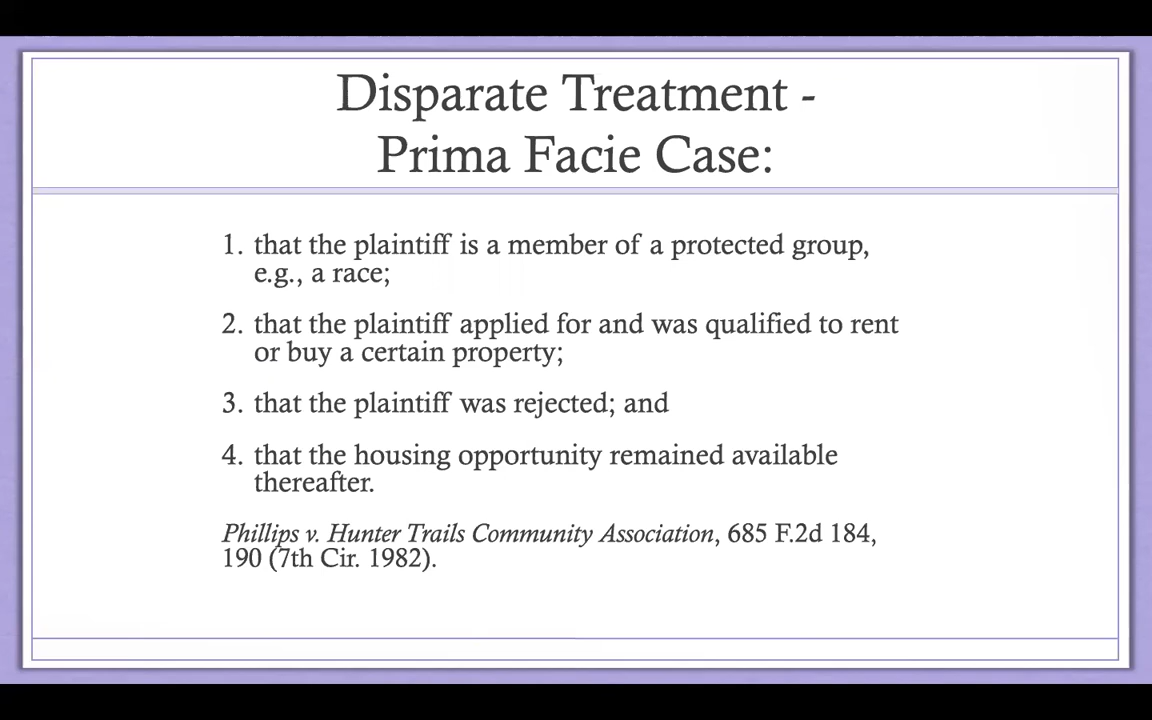 Disparate Treatment -
Prima Facie Case:
1. that the plaintiff is a member of a protected group,
e.g., a race;
2. that the plaintiff applied for and was qualified to rent
or buy a certain property;
3. that the plaintiff was rejected; and
4. that the housing opportunity remained available
thereafter.
Phillips v. Hunter Trails Community Association, 685 F.2d 184,
190 (7th Cir. 1982).